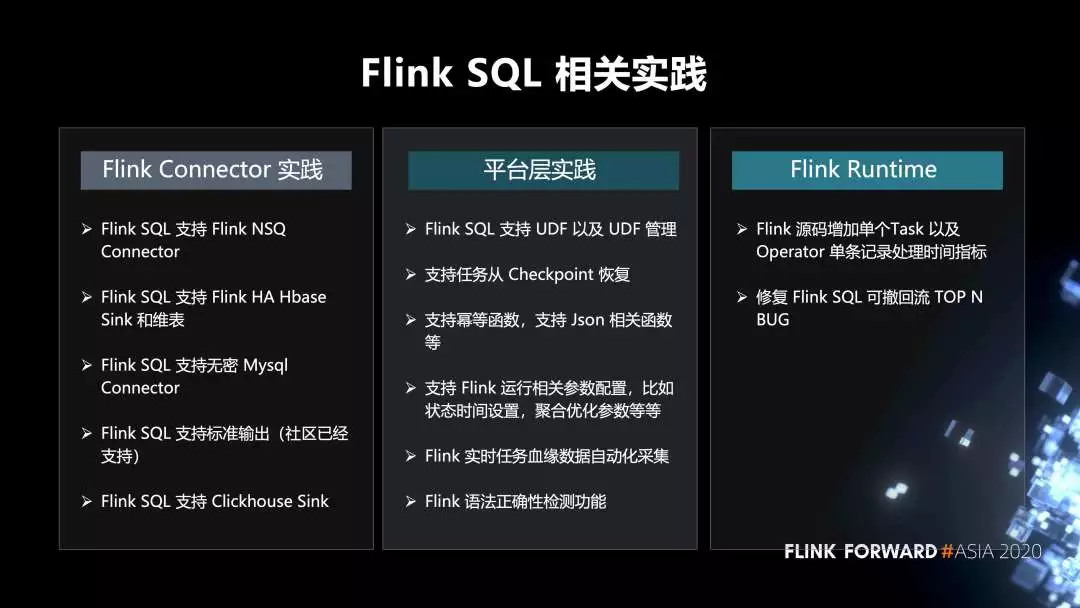 Flink SQL 相关实践
Flink Connector 实践
➢ Flink SQL 支持 Flink NSQ
Connector
➢ Flink SQL 支持 Flink HA Hbase
Sink 和维表
➢ Flink SQL 支持无密 Mysql
Connector
➢ Flink SQL 支持标准输出（社区已经
支持）
➢ Flink SQL 支持 Clickhouse Sink
平台层实践
➢ Flink SQL 支持 UDF 以及 UDF 管理
➢ 支持任务从 Checkpoint 恢复
➢ 支持幂等函数，支持 Json 相关函数
等
➢ 支持 Flink 运行相关参数配置，比如
状态时间设置，聚合优化参数等等
➢ Flink 实时任务血缘数据自动化采集
➢ Flink 语法正确性检测功能
Flink Runtime
➢ Flink 源码增加单个Task 以及
Operator 单条记录处理时间指标
➢ 修复 Flink SQL 可撤回流 TOP N
BUG
FLINK FORWARD #ASIA 2020